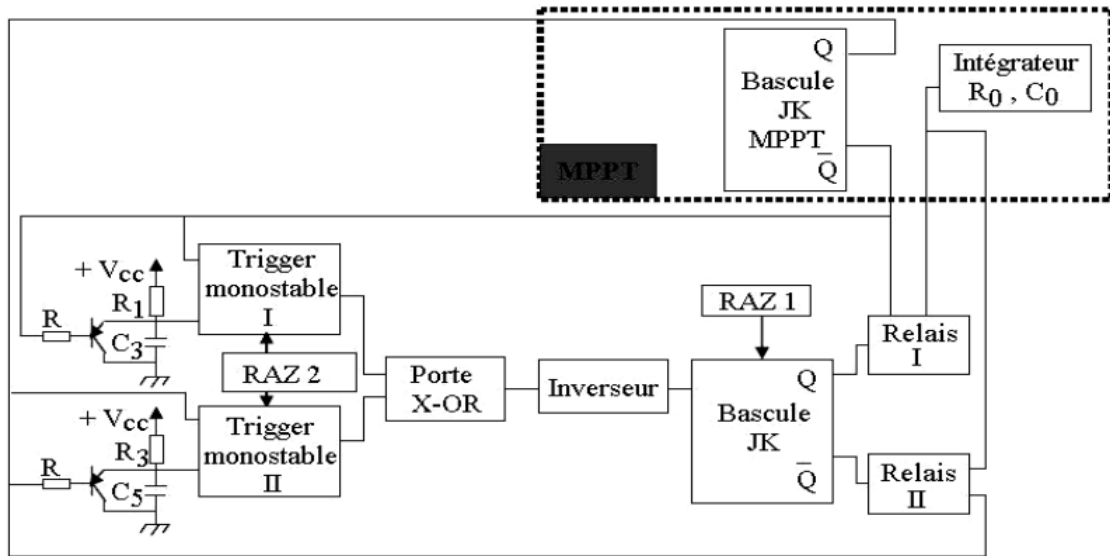 Q
Bascule
JK
MPPT
Q̅
Intégrateur
R₀ , C₀
MPPT
+ Vcc
R₁
R
C₃
Trigger
monostable
I
RAZ 2
+ Vcc
R₃
R
C₅
Trigger
monostable
II
Porte
X-OR
Inverseur
RAZ 1
Q
Bascule
JK
Q̅
Relais
I
Relais
II